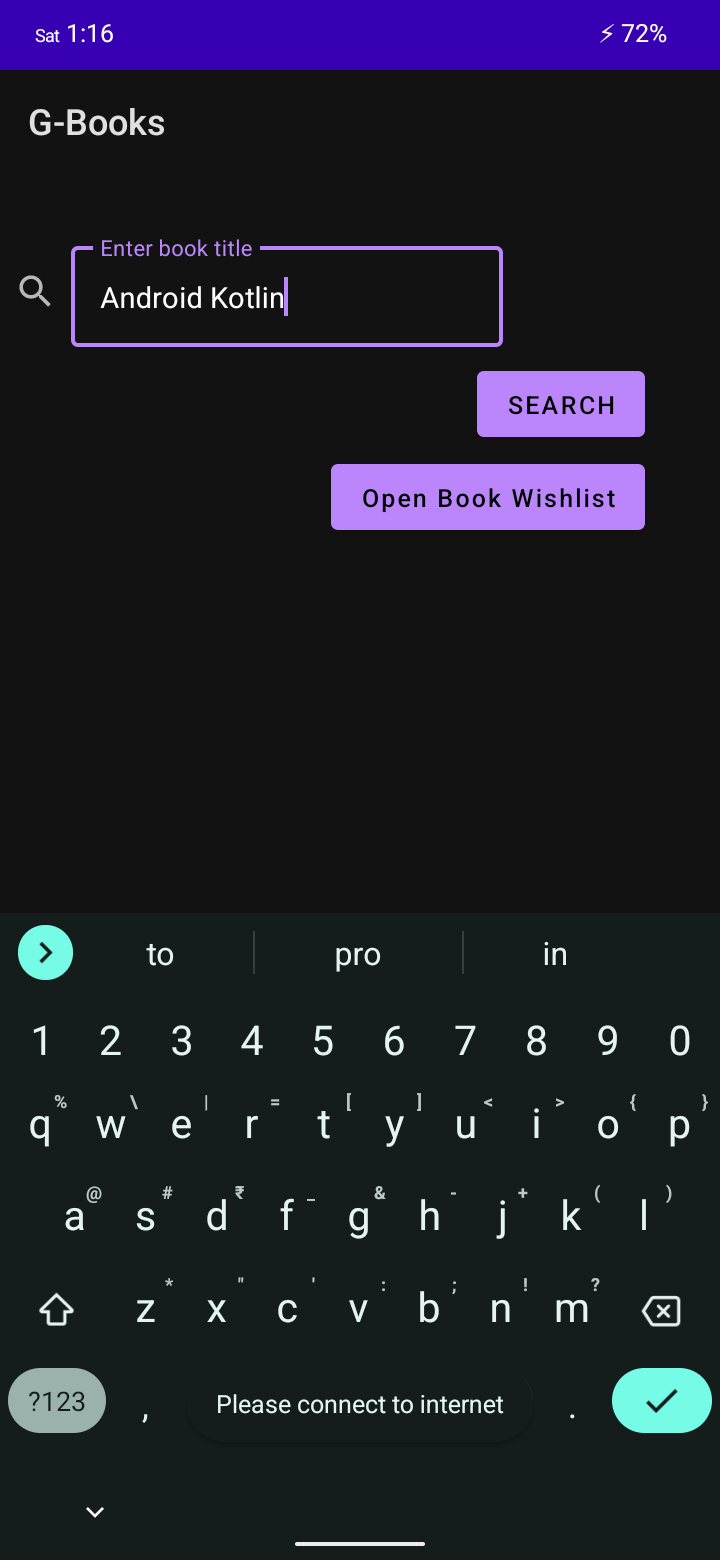 Sat 1:16 ⚡ 72%
G-Books
Enter book title
Android Kotlin
SEARCH
Open Book Wishlist
to pro in
1 2 3 4 5 6 7 8 9 0
% \ | = [ ] < > { }
q w e r t y u i o p
@ # ₹ _ & - + ( )
a s d f g h j k l
* " ' : ; ! ?
z x c v b n m
?123 , Please connect to internet .